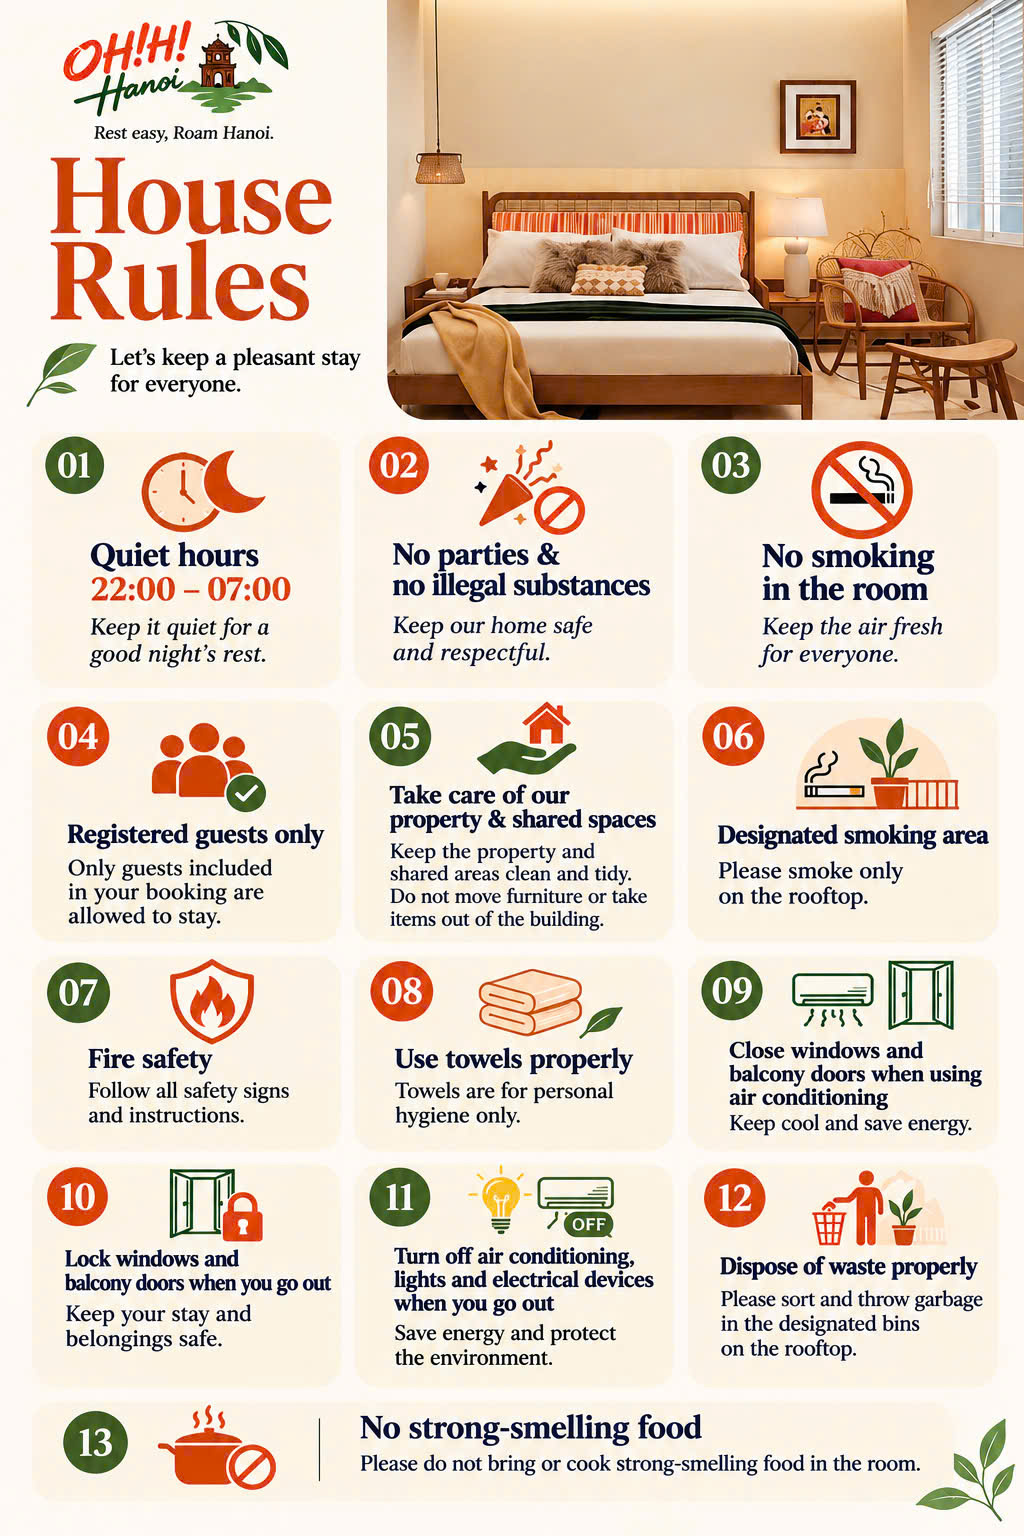 OH!H!
Hanoi
Rest easy, Roam Hanoi.
House
Rules
Let's keep a pleasant stay
for everyone.
01
Quiet hours
22:00 – 07:00
Keep it quiet for a
good night's rest.
02
No parties &
no illegal substances
Keep our home safe
and respectful.
03
No smoking
in the room
Keep the air fresh
for everyone.
04
Registered guests only
Only guests included
in your booking are
allowed to stay.
05
Take care of our
property & shared spaces
Keep the property and
shared areas clean and tidy.
Do not move furniture or take
items out of the building.
06
Designated smoking area
Please smoke only
on the rooftop.
07
Fire safety
Follow all safety signs
and instructions.
08
Use towels properly
Towels are for personal
hygiene only.
09
Close windows and
balcony doors when using
air conditioning
Keep cool and save energy.
10
Lock windows and
balcony doors when you go out
Keep your stay and
belongings safe.
11
OFF
Turn off air conditioning,
lights and electrical devices
when you go out
Save energy and protect
the environment.
12
Dispose of waste properly
Please sort and throw garbage
in the designated bins
on the rooftop.
13
No strong-smelling food
Please do not bring or cook strong-smelling food in the room.